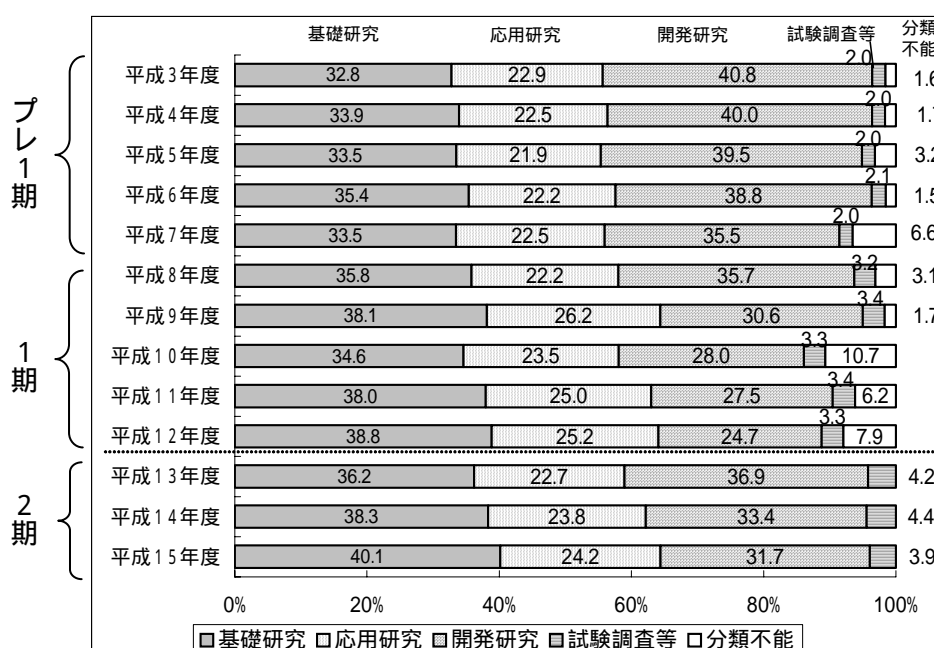 基礎研究 応用研究 開発研究 試験調査等 分類不能
プレ1期
平成3年度 32.8 22.9 40.8 2.0 1.6
平成4年度 33.9 22.5 40.0 2.0 1.7
平成5年度 33.5 21.9 39.5 2.0 3.2
平成6年度 35.4 22.2 38.8 2.1 1.5
平成7年度 33.5 22.5 35.5 2.0 6.6
1期
平成8年度 35.8 22.2 35.7 3.2 3.1
平成9年度 38.1 26.2 30.6 3.4 1.7
平成10年度 34.6 23.5 28.0 3.3 10.7
平成11年度 38.0 25.0 27.5 3.4 6.2
平成12年度 38.8 25.2 24.7 3.3 7.9
2期
平成13年度 36.2 22.7 36.9 4.2
平成14年度 38.3 23.8 33.4 4.4
平成15年度 40.1 24.2 31.7 3.9
0% 20% 40% 60% 80% 100%
基礎研究 応用研究 開発研究 試験調査等 分類不能